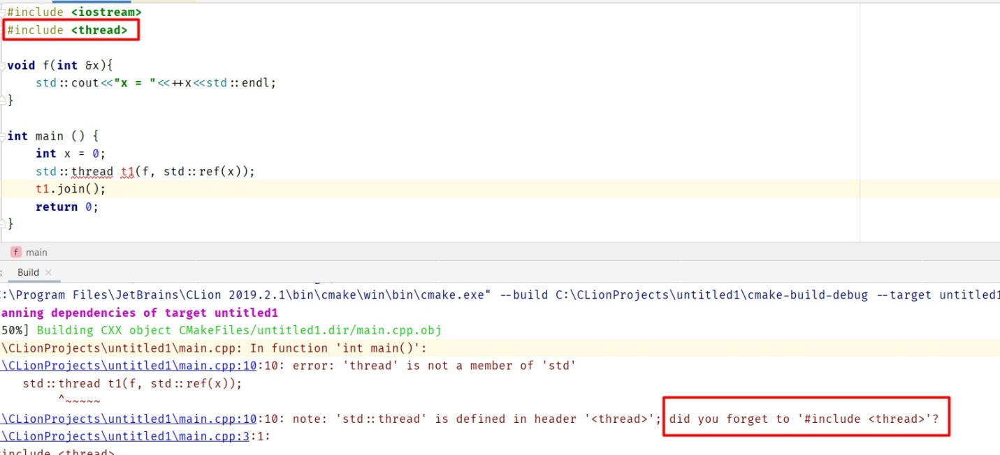 #include <iostream>
#include <thread>
void f(int &x){
std::cout<<"x = "<<++x<<std::endl;
}
int main () {
int x = 0;
std::thread t1(f, std::ref(x));
t1.join();
return 0;
}
f main
: Build ×
:\Program Files\JetBrains\CLion 2019.2.1\bin\cmake\win\bin\cmake.exe" --build C:\CLionProjects\untitled1\cmake-build-debug --target untitled1
anning dependencies of target untitled1
50%] Building CXX object CMakeFiles/untitled1.dir/main.cpp.obj
\CLionProjects\untitled1\main.cpp: In function 'int main()':
\CLionProjects\untitled1\main.cpp:10:10: error: 'thread' is not a member of 'std'
std::thread t1(f, std::ref(x));
^~~~~~
\CLionProjects\untitled1\main.cpp:10:10: note: 'std::thread' is defined in header '<thread>'; did you forget to '#include <thread>'?
\CLionProjects\untitled1\main.cpp:3:1:
include <thread>